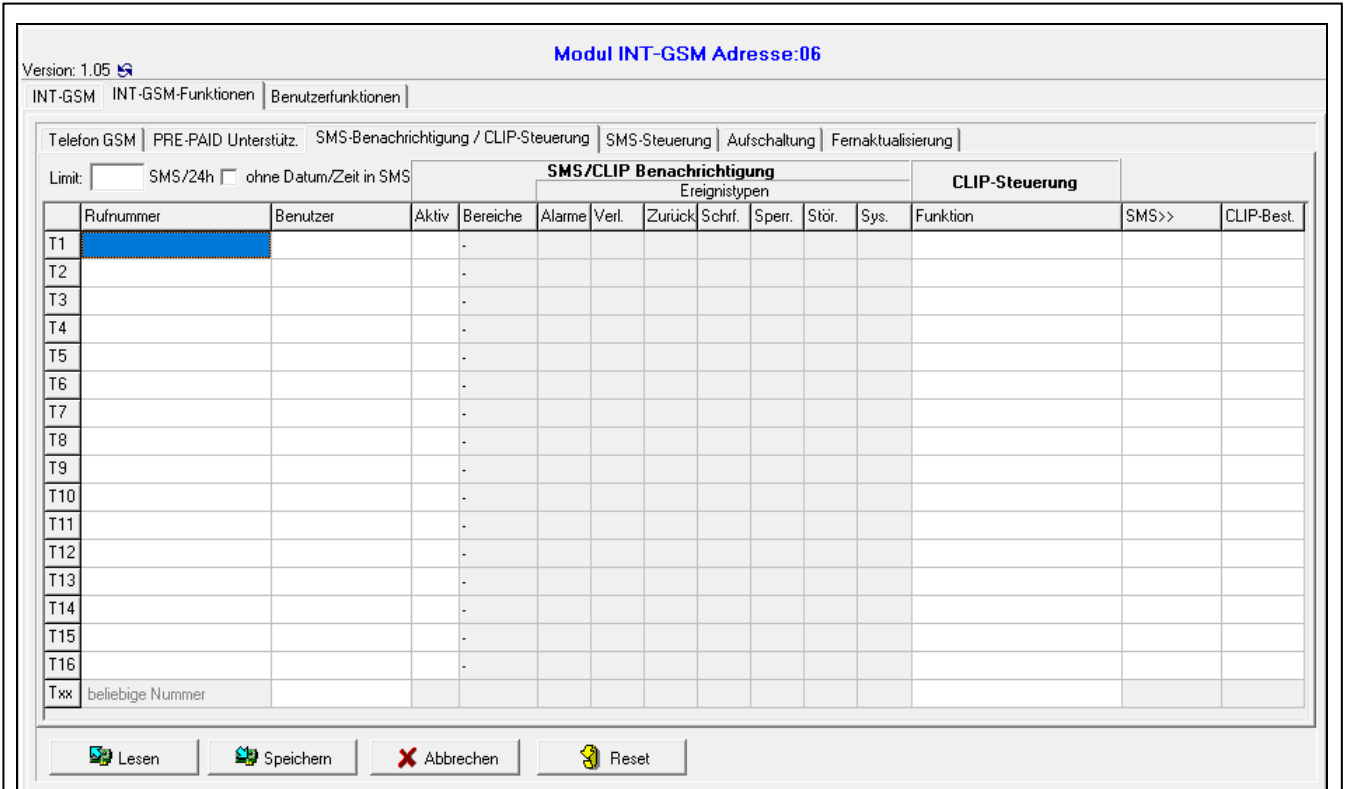 Modul INT-GSM Adresse:06
Version: 1.05
INT-GSM INT-GSM-Funktionen Benutzerfunktionen
Telefon GSM PRE-PAID Unterstütz. SMS-Benachrichtigung / CLIP-Steuerung SMS-Steuerung Aufschaltung Fernaktualisierung
Limit: SMS/24h ohne Datum/Zeit in SMS SMS/CLIP Benachrichtigung CLIP-Steuerung
Ereignistypen
Rufnummer Benutzer Aktiv Bereiche Alarme Verl. Zurück Schrf. Sperr. Stör. Sys. Funktion SMS>> CLIP-Best.
T1 -
T2 -
T3 -
T4 -
T5 -
T6 -
T7 -
T8 -
T9 -
T10 -
T11 -
T12 -
T13 -
T14 -
T15 -
T16 -
Txx beliebige Nummer
Lesen Speichern Abbrechen Reset